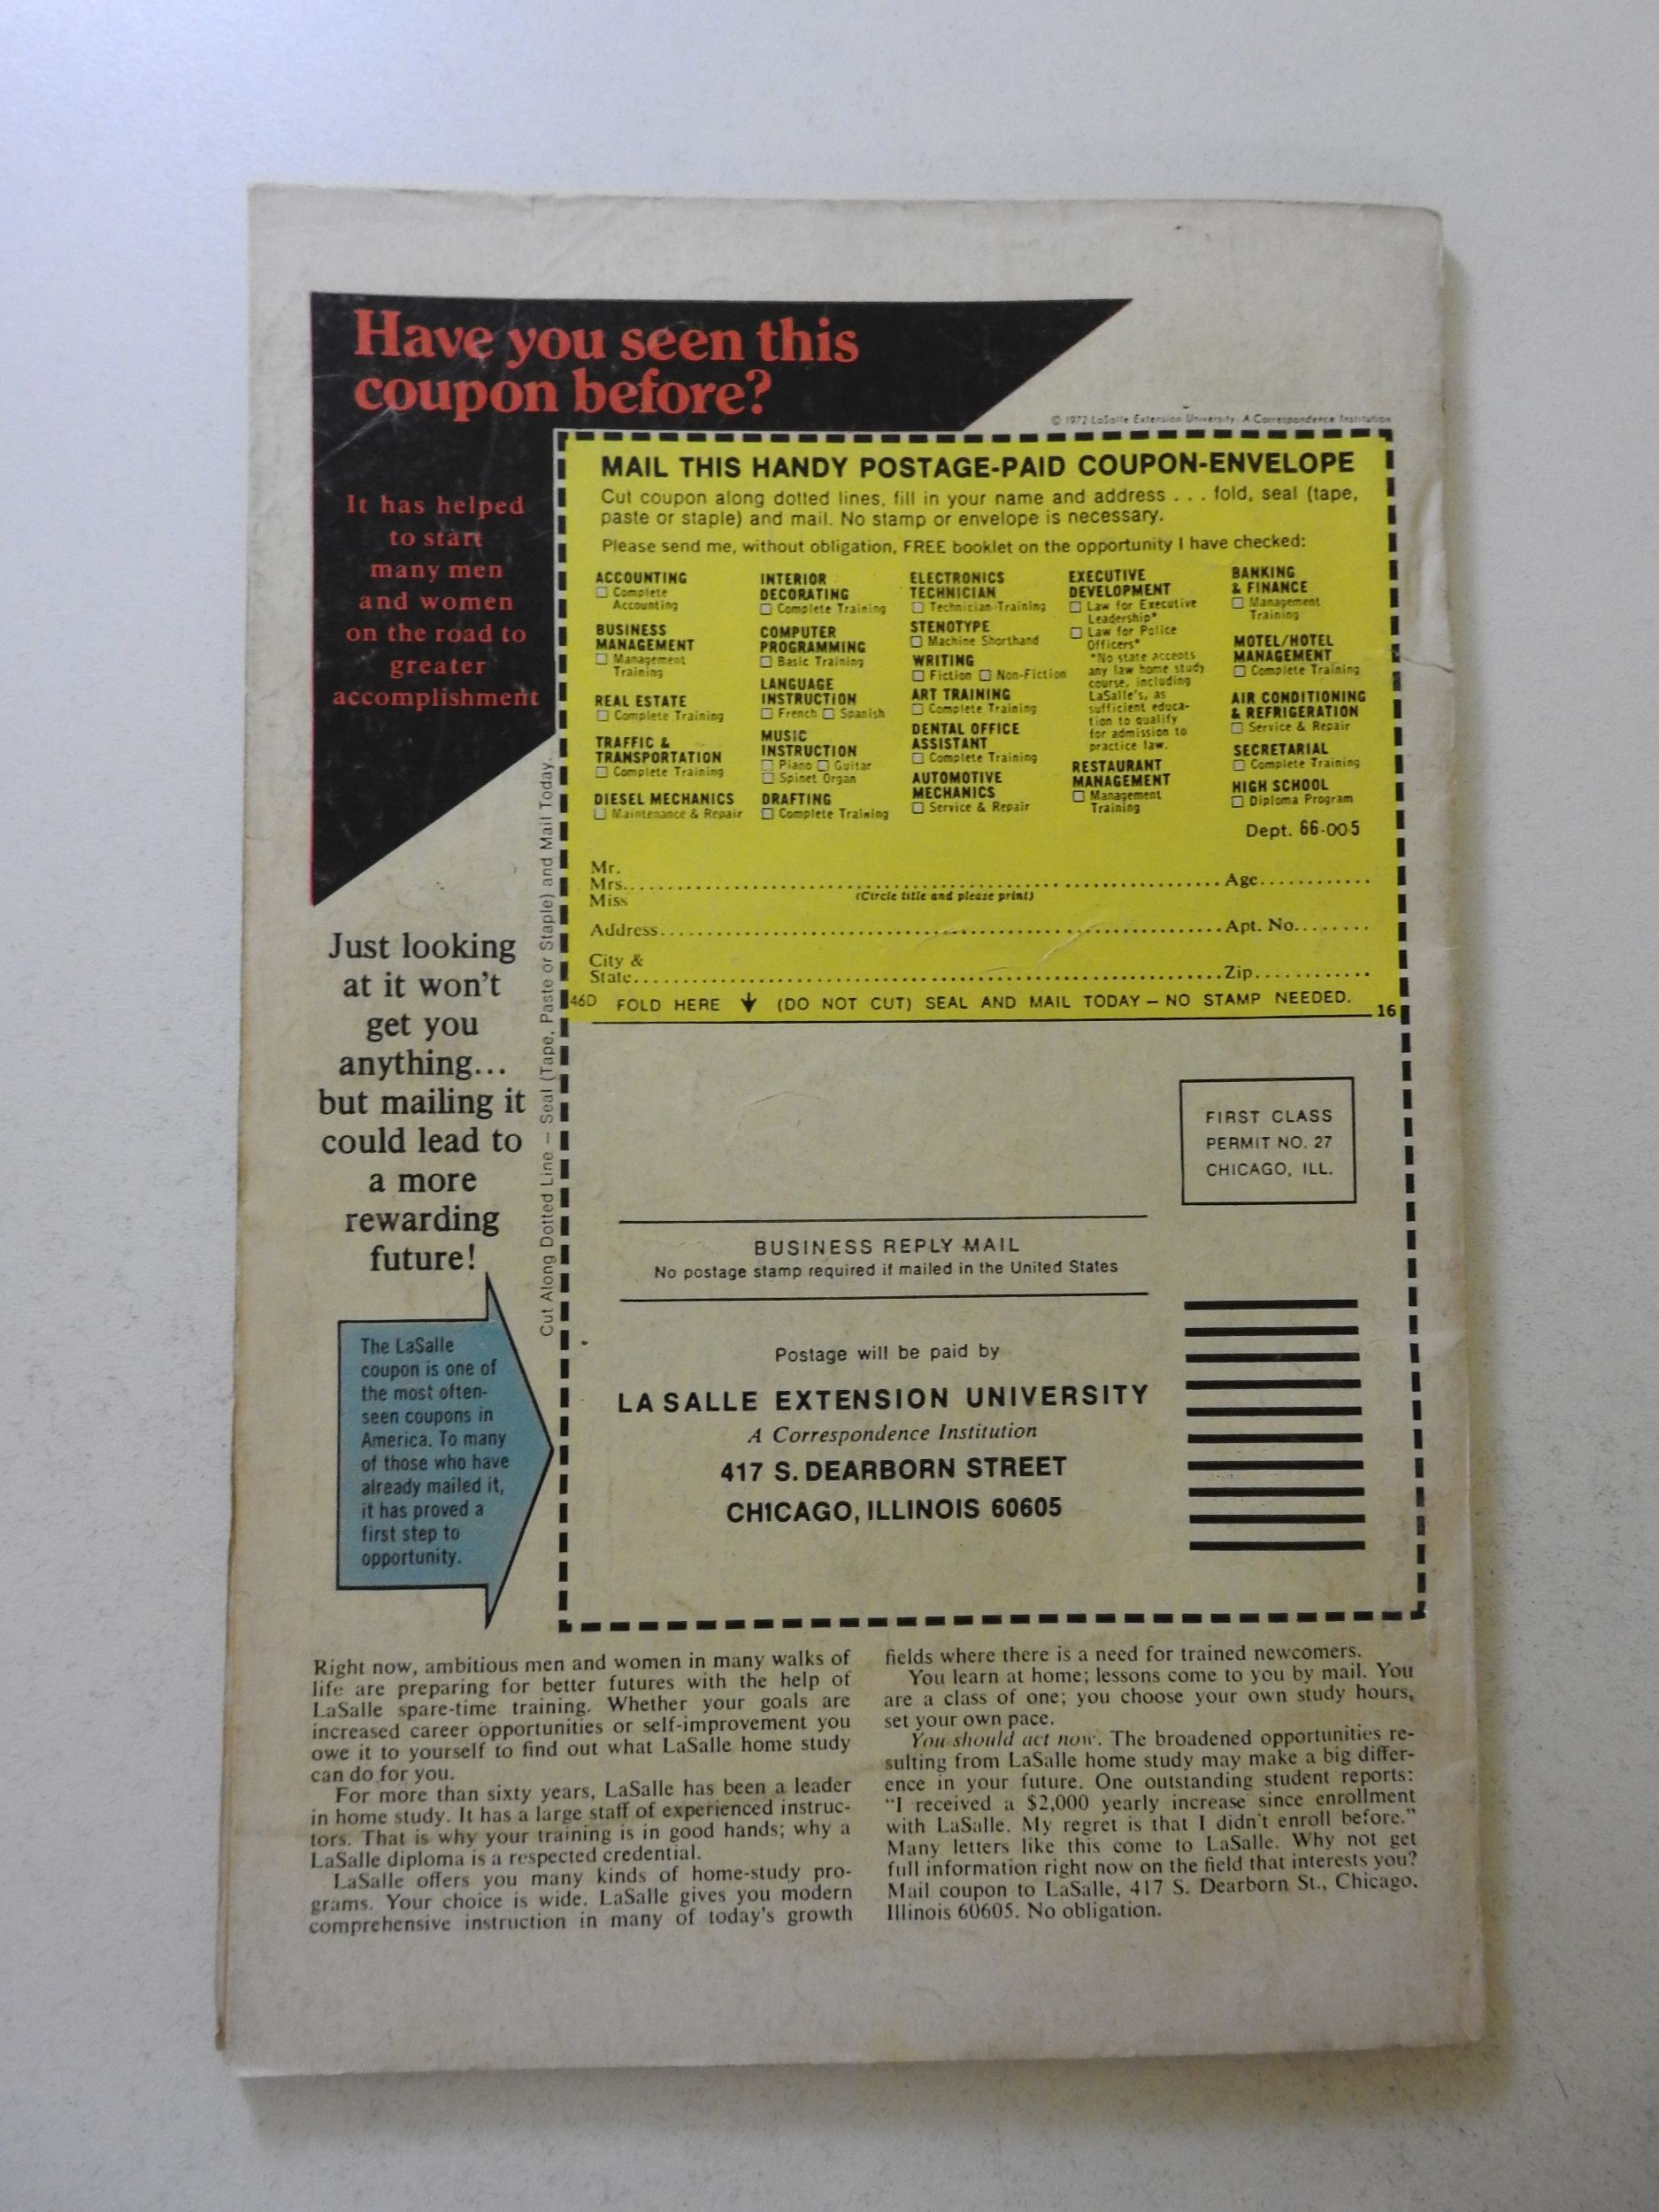 Have you seen this
coupon before?
© 1972 LaSalle Extension University. A Correspondence Institution
It has helped
to start
many men
and women
on the road to
greater
accomplishment
MAIL THIS HANDY POSTAGE-PAID COUPON-ENVELOPE
Cut coupon along dotted lines, fill in your name and address . . . fold, seal (tape,
paste or staple) and mail. No stamp or envelope is necessary.
Please send me, without obligation, FREE booklet on the opportunity I have checked:
ACCOUNTING
☐ Complete
Accounting
BUSINESS
MANAGEMENT
☐ Management
Training
REAL ESTATE
☐ Complete Training
TRAFFIC &
TRANSPORTATION
☐ Complete Training
DIESEL MECHANICS
☐ Maintenance & Repair
INTERIOR
DECORATING
☐ Complete Training
COMPUTER
PROGRAMMING
☐ Basic Training
LANGUAGE
INSTRUCTION
☐ French ☐ Spanish
MUSIC
INSTRUCTION
☐ Piano ☐ Guitar
☐ Spinet Organ
DRAFTING
☐ Complete Training
ELECTRONICS
TECHNICIAN
☐ Technician Training
STENOTYPE
☐ Machine Shorthand
WRITING
☐ Fiction ☐ Non-Fiction
ART TRAINING
☐ Complete Training
DENTAL OFFICE
ASSISTANT
☐ Complete Training
AUTOMOTIVE
MECHANICS
☐ Service & Repair
EXECUTIVE
DEVELOPMENT
☐ Law for Executive
Leadership*
☐ Law for Police
Officers*
*No state accepts
any law home study
course, including
LaSalle's, as
sufficient educa-
tion to qualify
for admission to
practice law.
RESTAURANT
MANAGEMENT
☐ Management
Training
BANKING
& FINANCE
☐ Management
Training
MOTEL/HOTEL
MANAGEMENT
☐ Complete Training
AIR CONDITIONING
& REFRIGERATION
☐ Service & Repair
SECRETARIAL
☐ Complete Training
HIGH SCHOOL
☐ Diploma Program
Dept. 66-005
Mr.
Mrs. Age
Miss (Circle title and please print)
Address Apt. No.
City &
State Zip
46D FOLD HERE ↓ (DO NOT CUT) SEAL AND MAIL TODAY – NO STAMP NEEDED. 16
Cut Along Dotted Line – Seal (Tape, Paste or Staple) and Mail Today.
Just looking
at it won't
get you
anything...
but mailing it
could lead to
a more
rewarding
future!
The LaSalle
coupon is one of
the most often-
seen coupons in
America. To many
of those who have
already mailed it,
it has proved a
first step to
opportunity.
FIRST CLASS
PERMIT NO. 27
CHICAGO, ILL.
BUSINESS REPLY MAIL
No postage stamp required if mailed in the United States
Postage will be paid by
LA SALLE EXTENSION UNIVERSITY
A Correspondence Institution
417 S. DEARBORN STREET
CHICAGO, ILLINOIS 60605
Right now, ambitious men and women in many walks of
life are preparing for better futures with the help of
LaSalle spare-time training. Whether your goals are
increased career opportunities or self-improvement you
owe it to yourself to find out what LaSalle home study
can do for you.
For more than sixty years, LaSalle has been a leader
in home study. It has a large staff of experienced instruc-
tors. That is why your training is in good hands; why a
LaSalle diploma is a respected credential.
LaSalle offers you many kinds of home-study pro-
grams. Your choice is wide. LaSalle gives you modern
comprehensive instruction in many of today's growth
fields where there is a need for trained newcomers.
You learn at home; lessons come to you by mail. You
are a class of one; you choose your own study hours,
set your own pace.
You should act now. The broadened opportunities re-
sulting from LaSalle home study may make a big differ-
ence in your future. One outstanding student reports:
"I received a $2,000 yearly increase since enrollment
with LaSalle. My regret is that I didn't enroll before."
Many letters like this come to LaSalle. Why not get
full information right now on the field that interests you?
Mail coupon to LaSalle, 417 S. Dearborn St., Chicago,
Illinois 60605. No obligation.